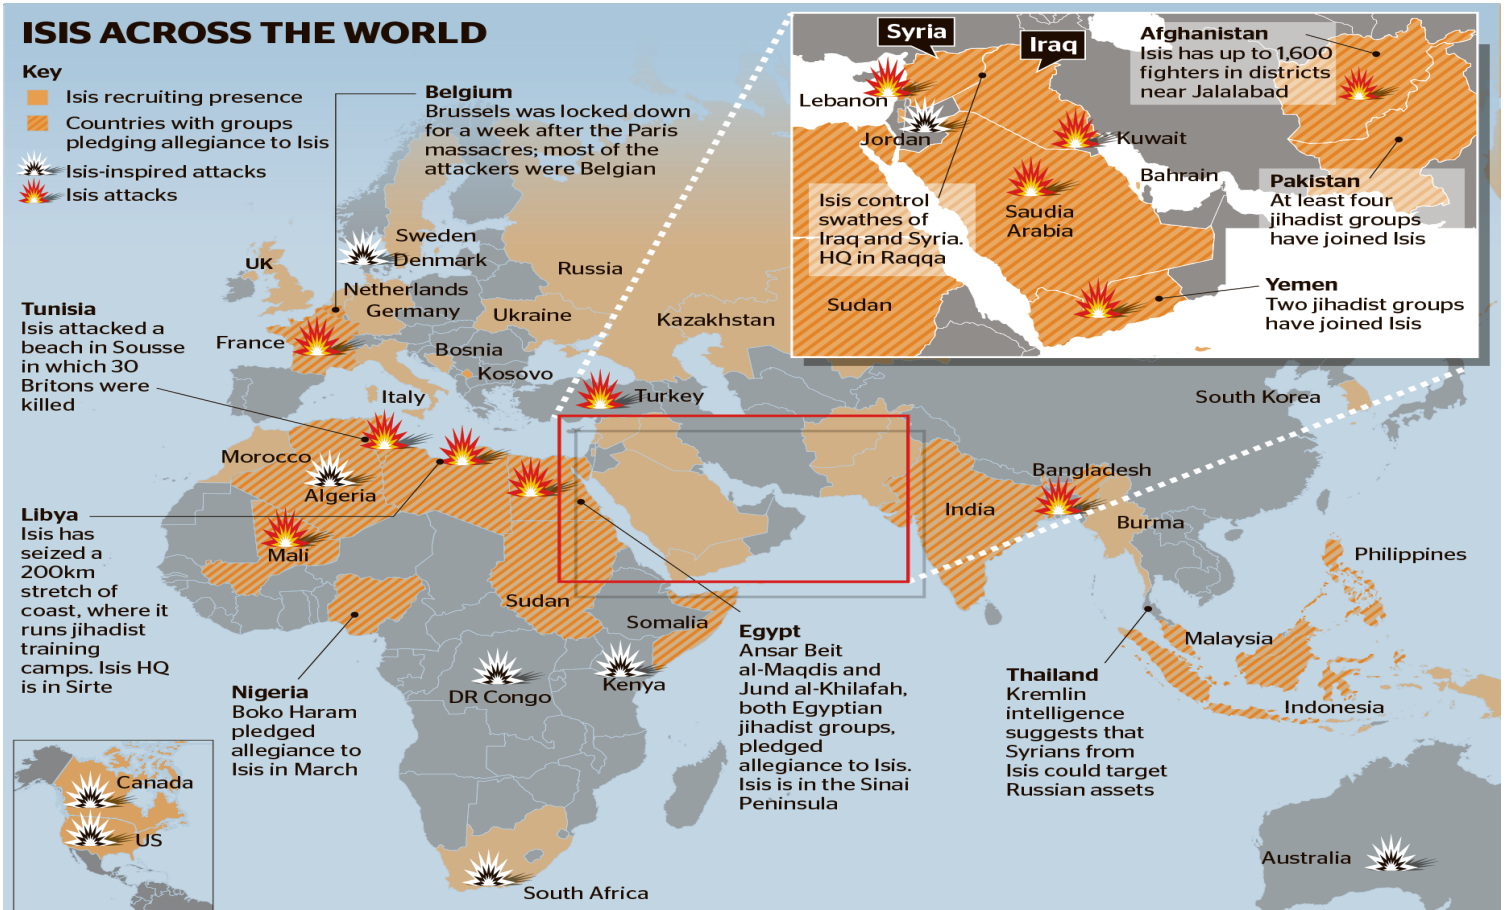 ISIS ACROSS THE WORLD
Key
Isis recruiting presence
Countries with groups
pledging allegiance to Isis
Isis-inspired attacks
Isis attacks
Belgium
Brussels was locked down
for a week after the Paris
massacres; most of the
attackers were Belgian
Tunisia
Isis attacked a
beach in Sousse
in which 30
Britons were
killed
Libya
Isis has
seized a
200km
stretch of
coast, where it
runs jihadist
training
camps. Isis HQ
is in Sirte
Nigeria
Boko Haram
pledged
allegiance to
Isis in March
Egypt
Ansar Beit
al-Maqdis and
Jund al-Khilafah,
both Egyptian
jihadist groups,
pledged
allegiance to Isis.
Isis is in the Sinai
Peninsula
Thailand
Kremlin
intelligence
suggests that
Syrians from
Isis could target
Russian assets
Syria
Iraq
Afghanistan
Isis has up to 1,600
fighters in districts
near Jalalabad
Lebanon
Jordan
Kuwait
Bahrain
Pakistan
At least four
jihadist groups
have joined Isis
Isis control
swathes of
Iraq and Syria.
HQ in Raqqa
Saudia
Arabia
Sudan
Yemen
Two jihadist groups
have joined Isis
UK
Sweden
Denmark
Netherlands
Germany
Russia
Ukraine
Kazakhstan
France
Bosnia
Kosovo
Italy
Turkey
South Korea
Morocco
Algeria
Mali
Sudan
Somalia
DR Congo
Kenya
South Africa
India
Bangladesh
Burma
Philippines
Malaysia
Indonesia
Australia
Canada
US